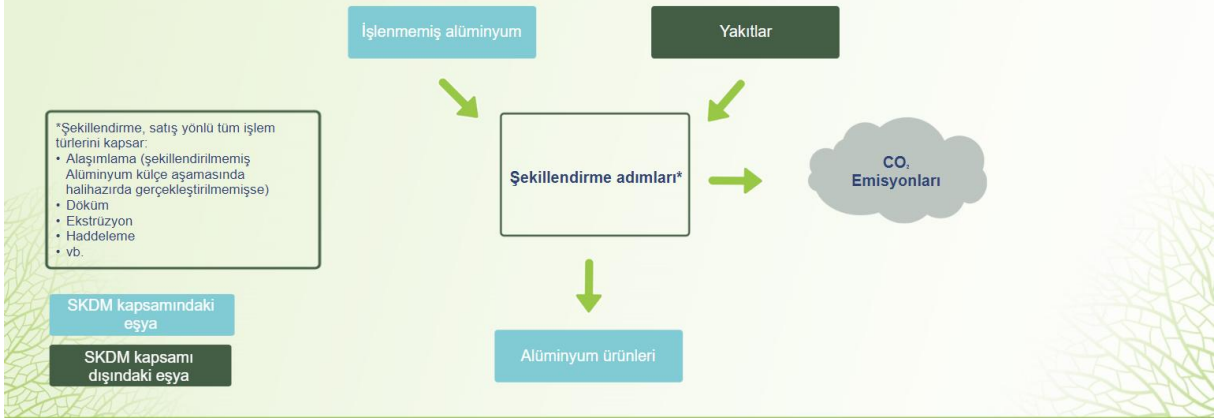 İşlenmemiş alüminyum
Yakıtlar
*Şekillendirme, satış yönlü tüm işlem
türlerini kapsar:
• Alaşımlama (şekillendirilmemiş
Alüminyum külçe aşamasında
halihazırda gerçekleştirilmemişse)
• Döküm
• Ekstrüzyon
• Haddeleme
• vb.
Şekillendirme adımları*
CO₂
Emisyonları
SKDM kapsamındaki
eşya
SKDM kapsamı
dışındaki eşya
Alüminyum ürünleri